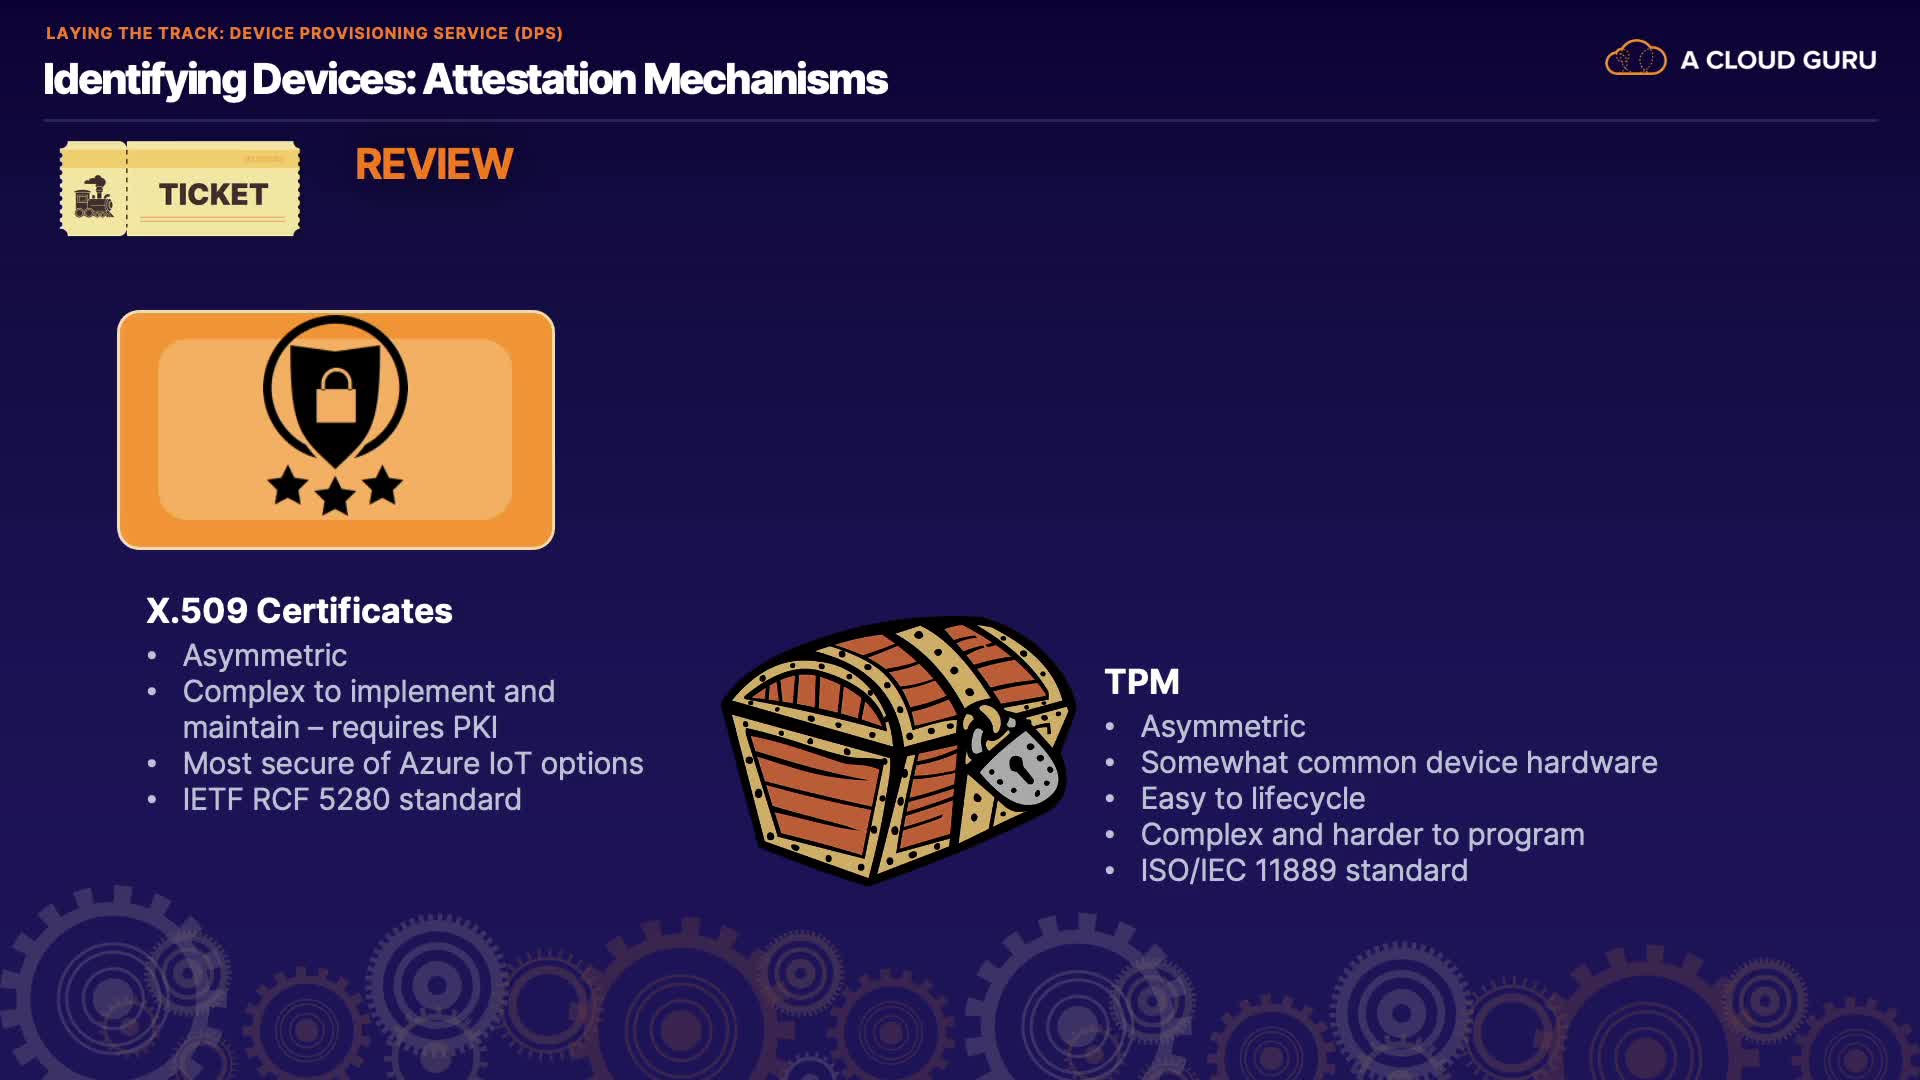 LAYING THE TRACK: DEVICE PROVISIONING SERVICE (DPS)
Identifying Devices: Attestation Mechanisms
A CLOUD GURU
TICKET
REVIEW
X.509 Certificates
• Asymmetric
• Complex to implement and
maintain – requires PKI
• Most secure of Azure IoT options
• IETF RCF 5280 standard
TPM
• Asymmetric
• Somewhat common device hardware
• Easy to lifecycle
• Complex and harder to program
• ISO/IEC 11889 standard